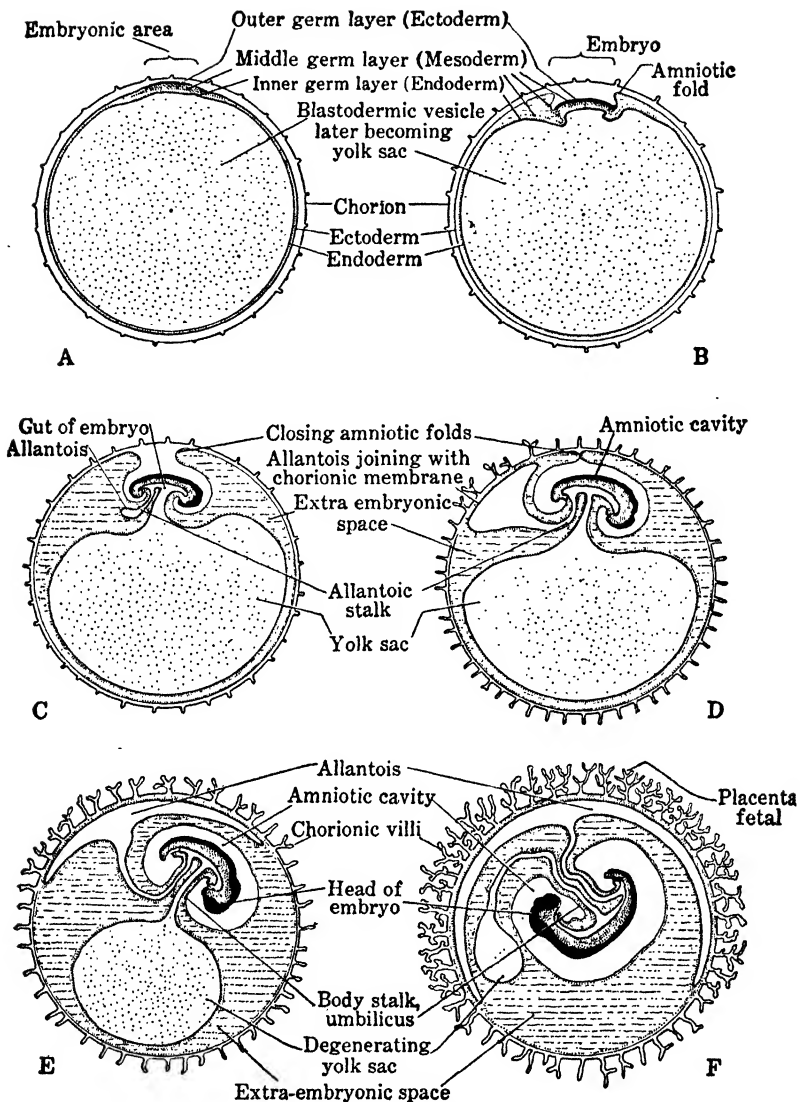 Outer germ layer (Ectoderm)
Embryonic area
Middle germ layer (Mesoderm)
Embryo
Inner germ layer (Endoderm)
Amniotic
fold
Blastodermic vesicle
later becoming
yolk sac
Chorion
Ectoderm
Endoderm
A
B
Gut of embryo
Allantois
Closing amniotic folds
Amniotic cavity
Allantois joining with
chorionic membrane
Extra embryonic
space
Allantoic
stalk
Yolk sac
C
D
Allantois
Amniotic cavity
Chorionic villi
Placenta
fetal
Head of
embryo
Body stalk,
umbilicus
Degenerating
yolk sac
E
F
Extra-embryonic space